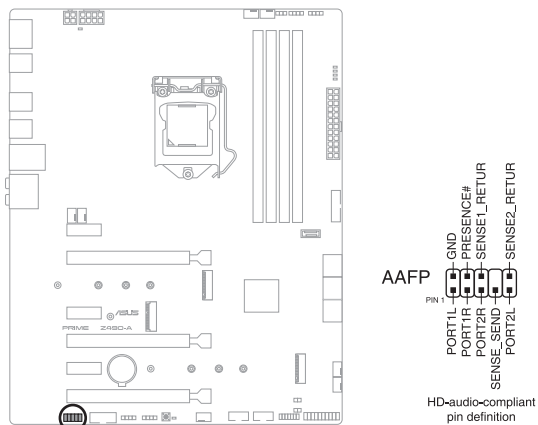 /ISUS
PRIME Z490-A
AAFP
PIN 1
GND
PRESENCE#
SENSE1_RETUR
SENSE2_RETUR
PORT1L
PORT1R
PORT2R
SENSE_SEND
PORT2L
HD-audio-compliant
pin definition